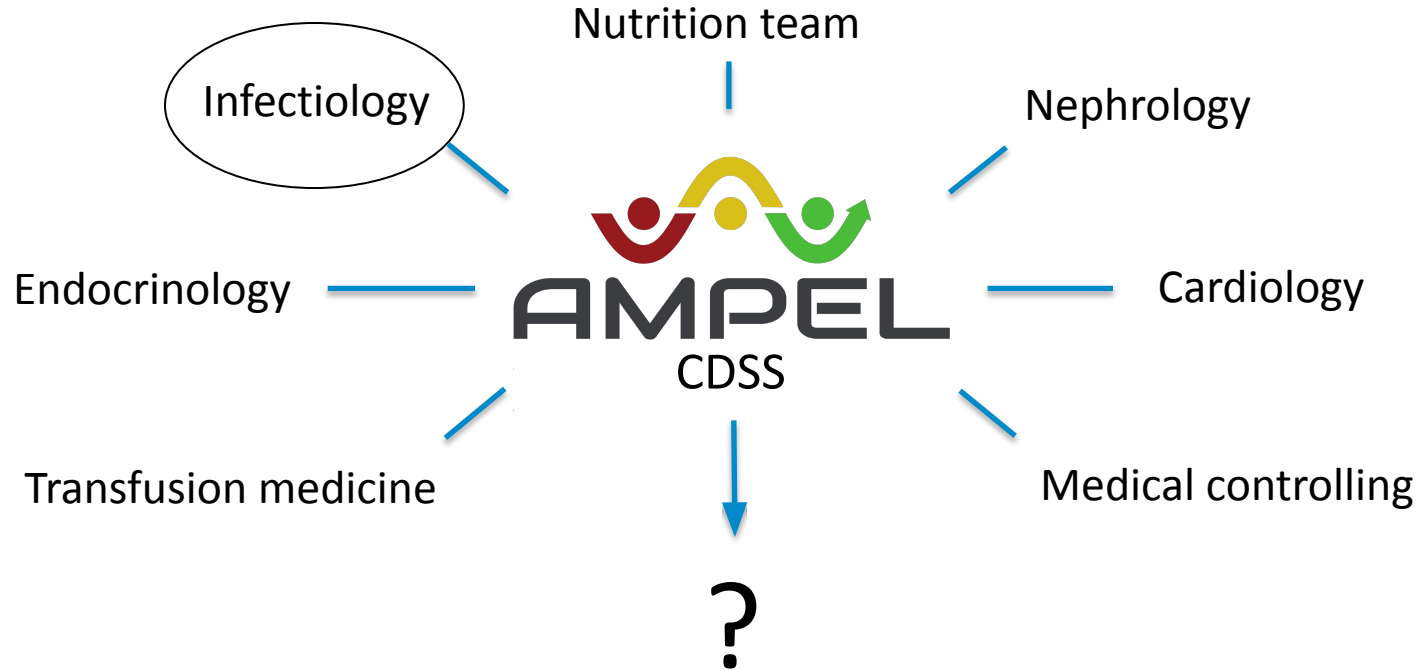 Nutrition team
Infectiology
Nephrology
Endocrinology
AMPEL
Cardiology
CDSS
Transfusion medicine
Medical controlling
?